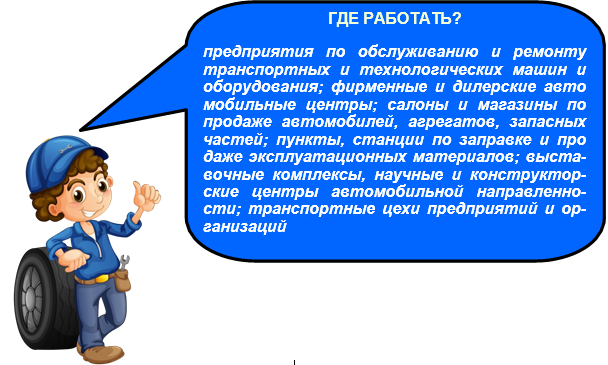 ГДЕ РАБОТАТЬ?
предприятия по обслуживанию и ремонту
транспортных и технологических машин и
оборудования; фирменные и дилерские авто
мобильные центры; салоны и магазины по
продаже автомобилей, агрегатов, запасных
частей; пункты, станции по заправке и про
даже эксплуатационных материалов; выста-
вочные комплексы, научные и конструктор-
ские центры автомобильной направленно-
сти; транспортные цехи предприятий и ор-
ганизаций